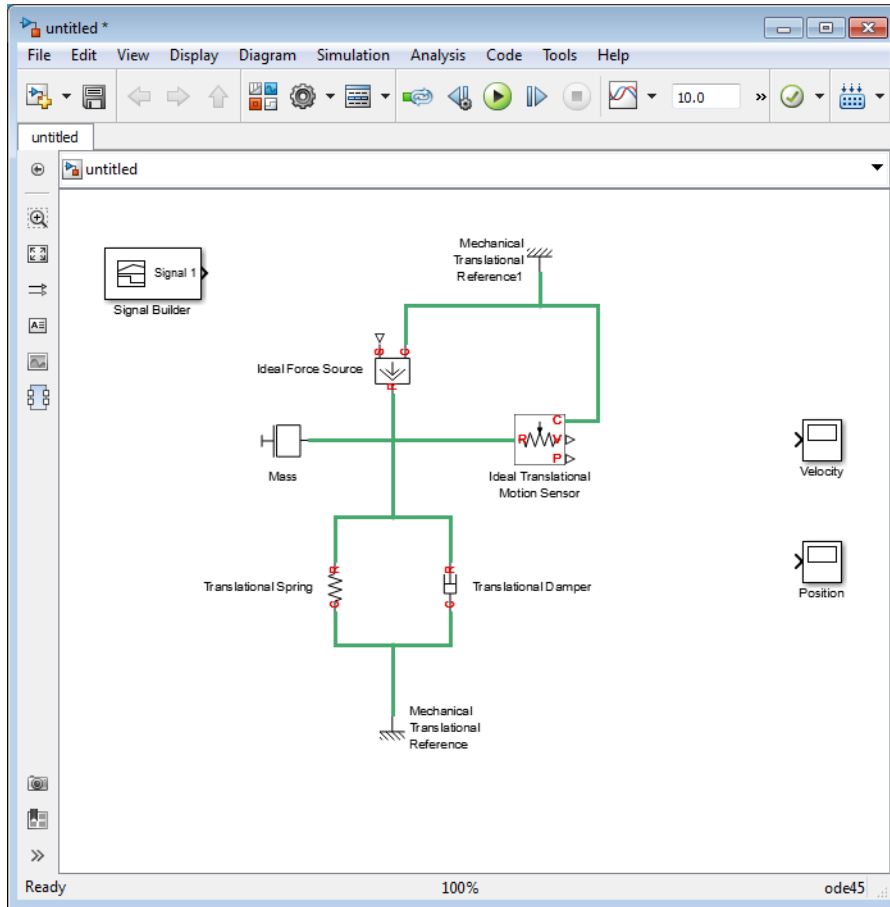 untitled *
File Edit View Display Diagram Simulation Analysis Code Tools Help
10.0 »
untitled
untitled
Signal 1
Signal Builder
Mechanical
Translational
Reference1
S C
Ideal Force Source
R
C
R V
P
Mass
Ideal Translational
Motion Sensor
Velocity
R R
Translational Spring Translational Damper
C C
Position
Mechanical
Translational
Reference
Ready 100% ode45